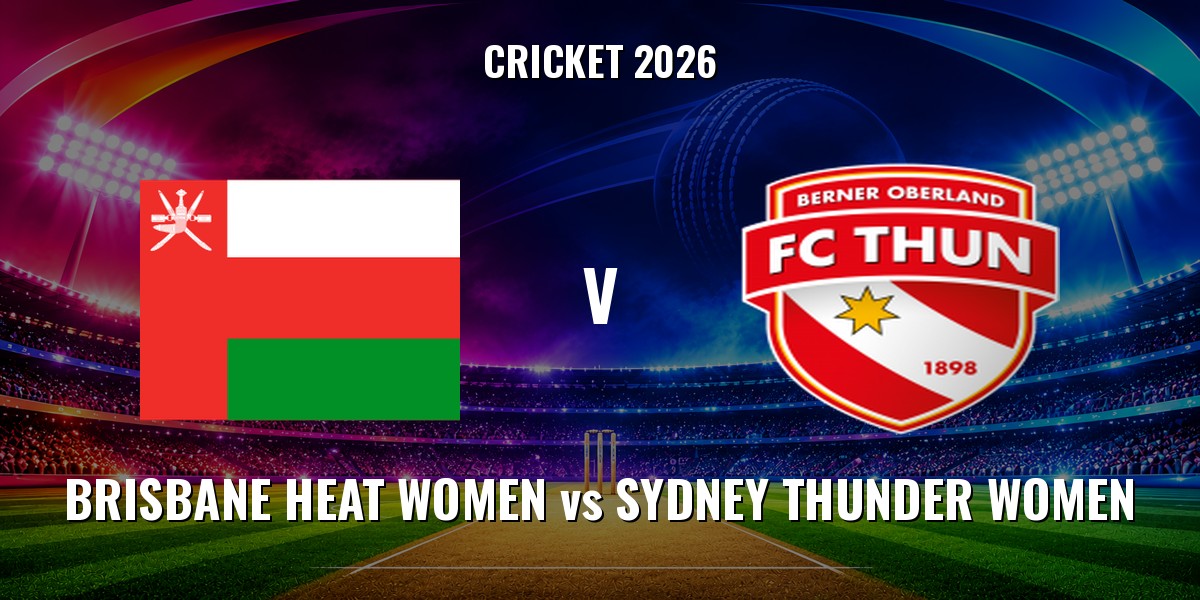 CRICKET 2026
BERNER OBERLAND
FC THUN
V
1898
BRISBANE HEAT WOMEN vs SYDNEY THUNDER WOMEN